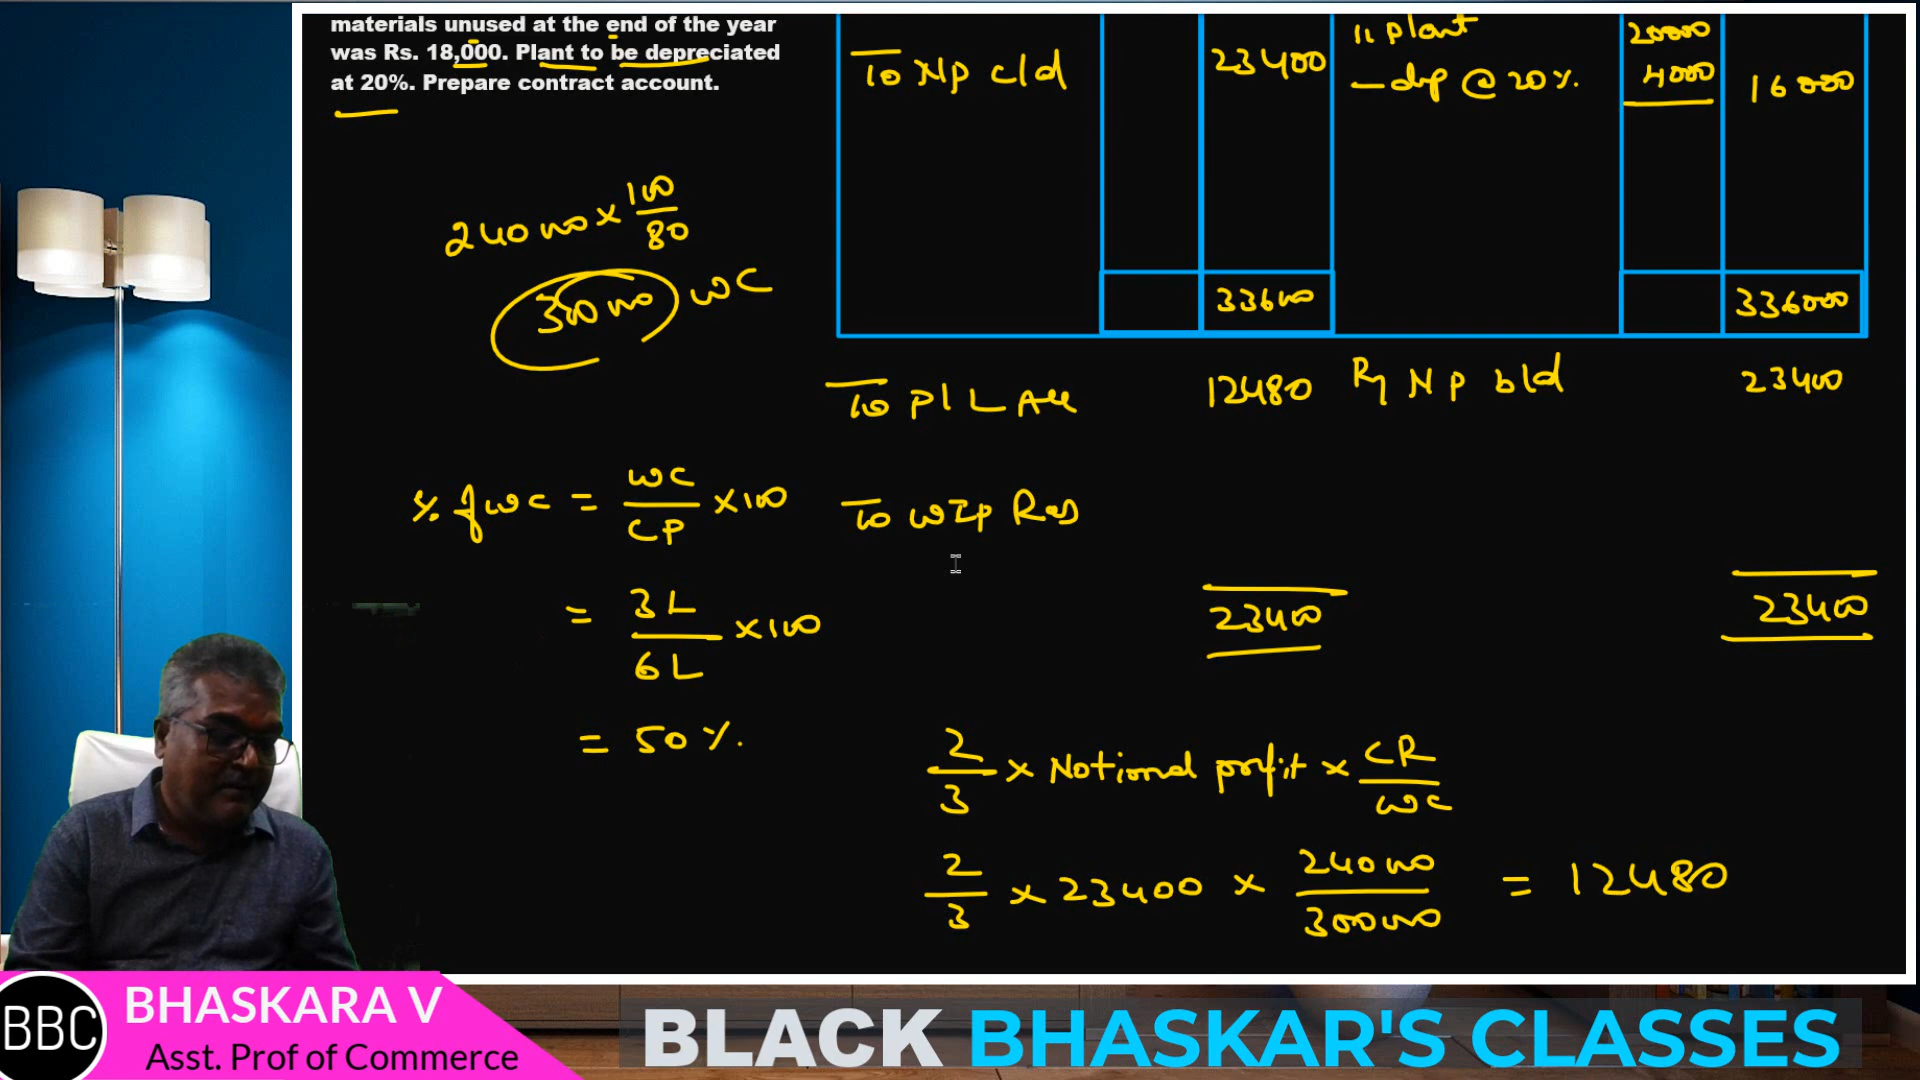 materials unused at the end of the year
was Rs. 18,000. Plant to be depreciated
at 20%. Prepare contract account.
To Np c/d 23400
11 plant 20000
— dep @ 20%. 4000 16000
33600 336000
240000 × 100/80
300000 WC
To P/L Acc 12480 By NP b/d 23400
% of WC = WC/CP × 100
To WIP Res
= 3L/6L × 100
23400 23400
= 50%.
2/3 × Notional profit × CR/WC
2/3 × 23400 × 240000/300000 = 12480
BBC
BHASKARA V
Asst. Prof of Commerce
BLACK BHASKAR'S CLASSES